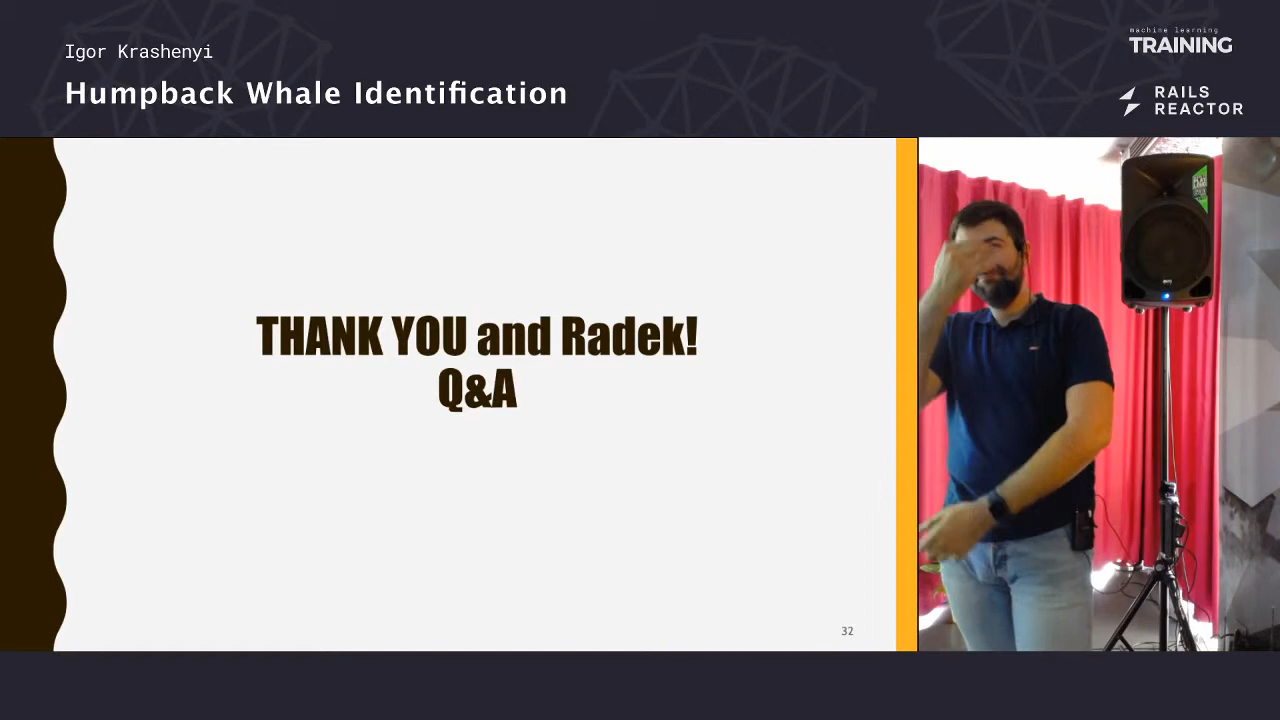 Igor Krashenyi
Humpback Whale Identification
machine learning
TRAINING
RAILS
REACTOR
THANK YOU and Radek!
Q&A
32